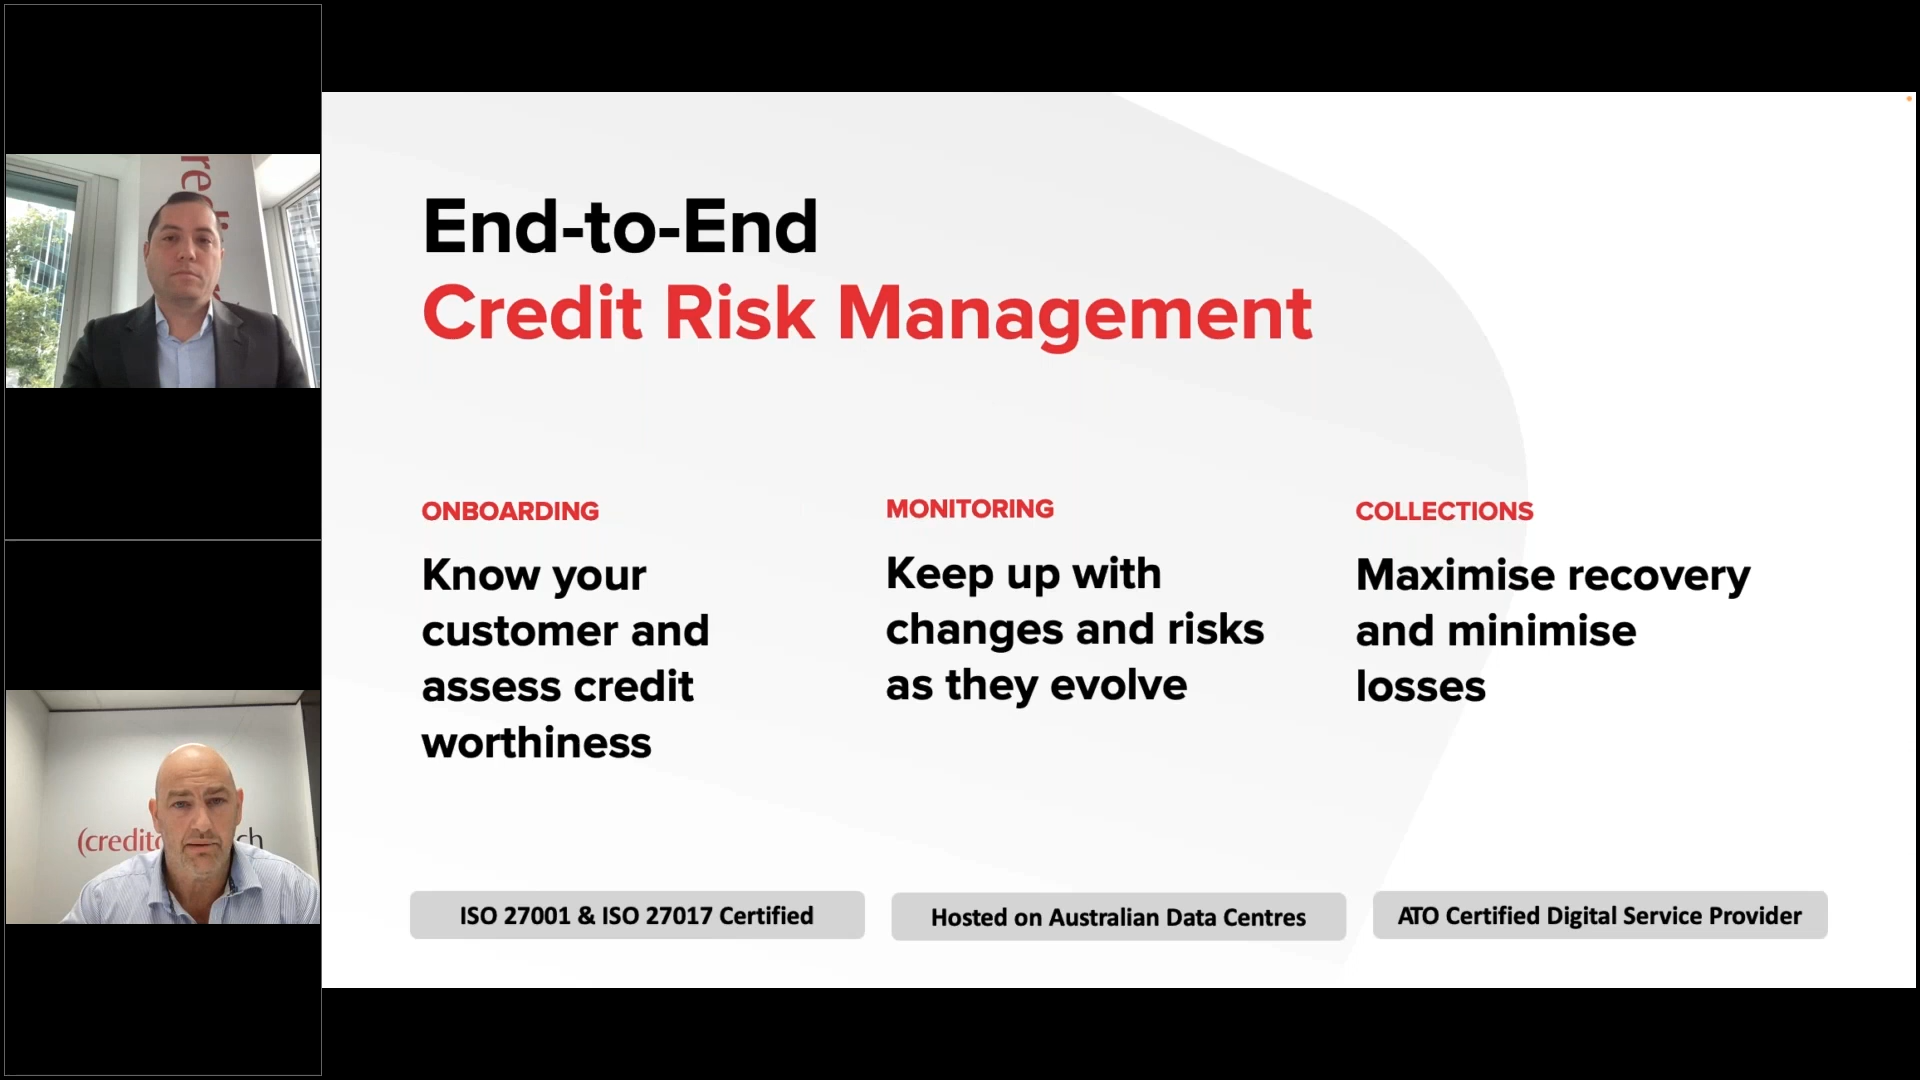 End-to-End
Credit Risk Management
ONBOARDING
Know your
customer and
assess credit
worthiness
MONITORING
Keep up with
changes and risks
as they evolve
COLLECTIONS
Maximise recovery
and minimise
losses
ISO 27001 & ISO 27017 Certified
Hosted on Australian Data Centres
ATO Certified Digital Service Provider